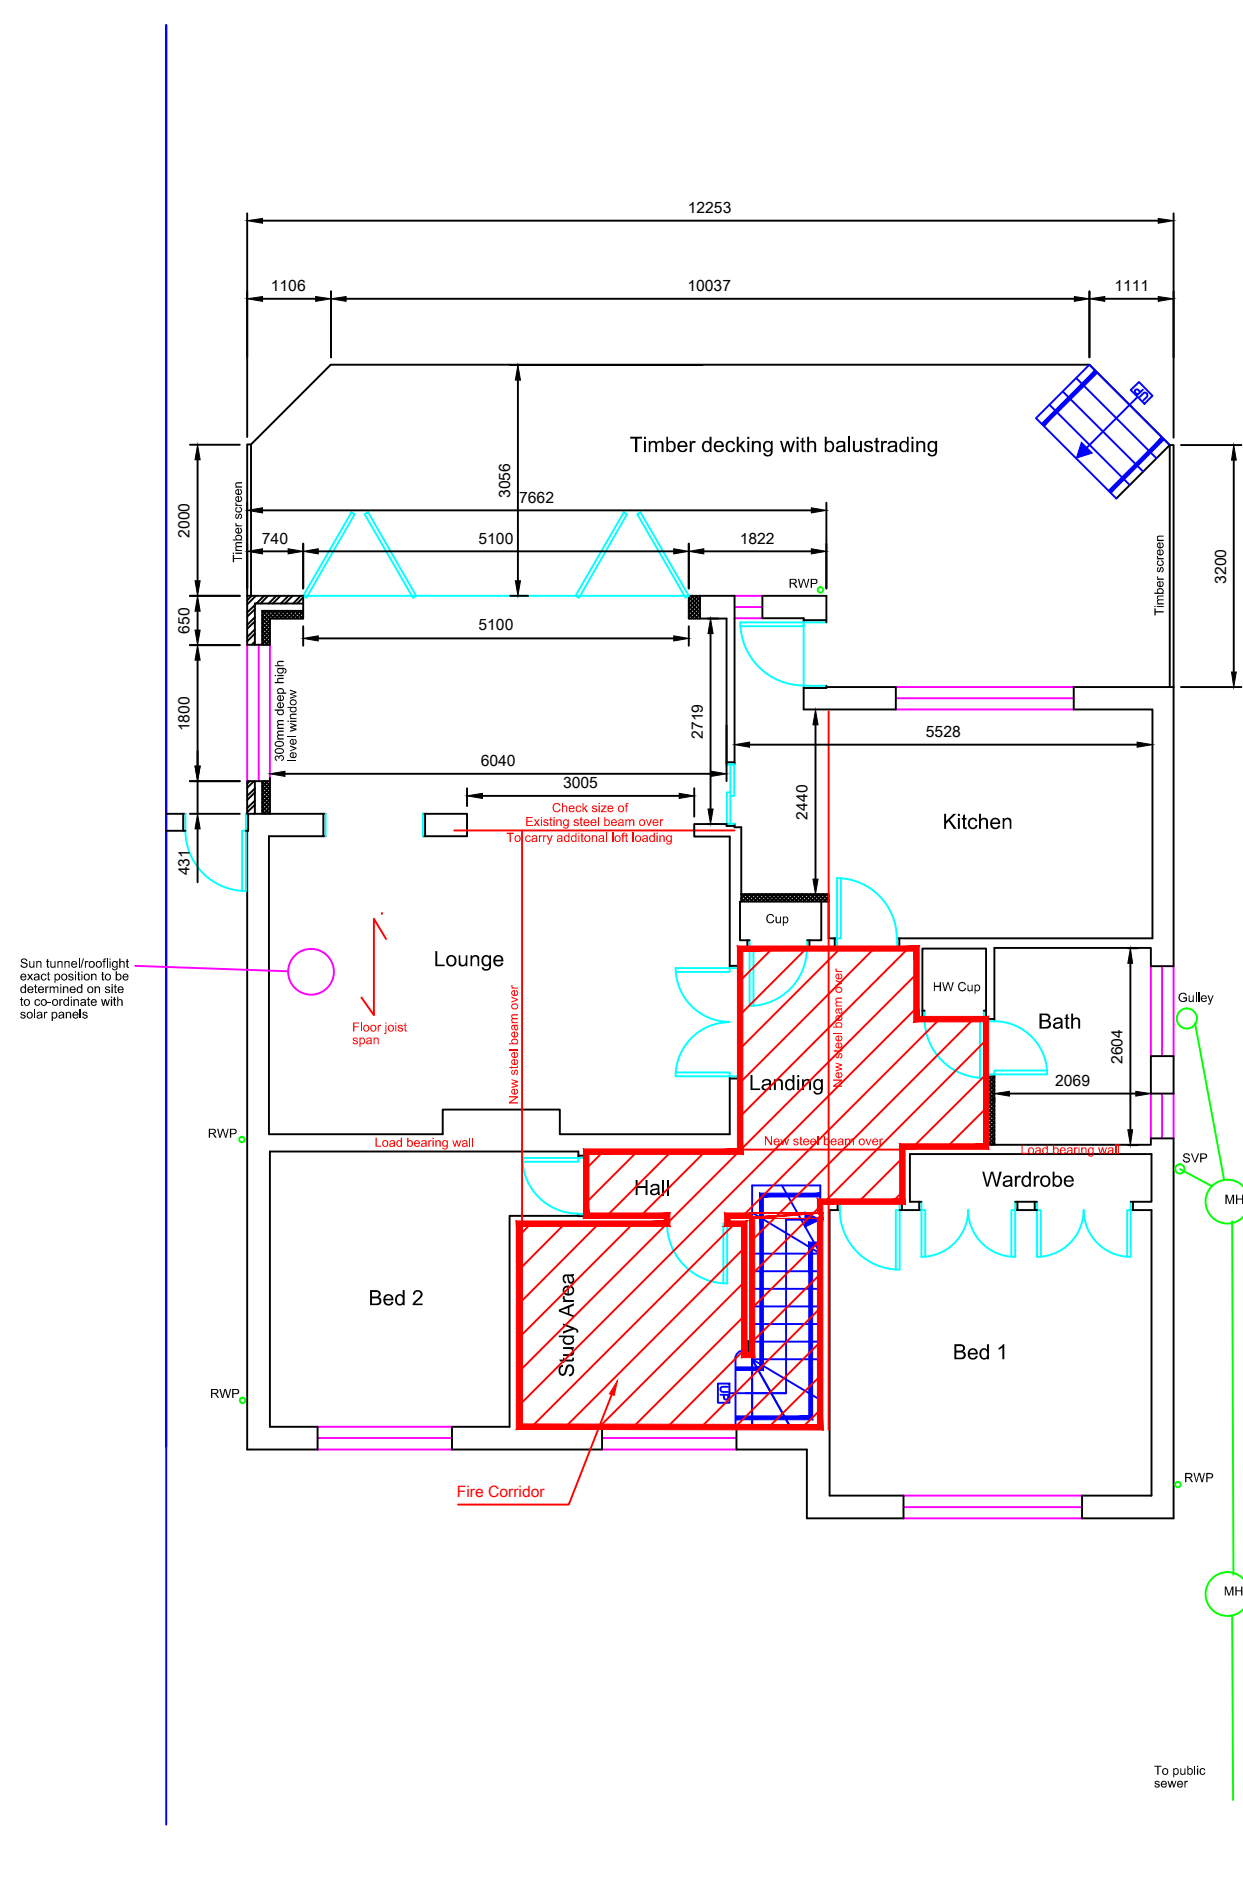 12253
1106
10037
1111
UP
Timber decking with balustrading
3056
7662
2000
Timber screen
740
5100
1822
3200
Timber screen
RWP
650
5100
1800
300mm deep high
level window
2719
5528
6040
3005
2440
Check size of
Existing steel beam over
To carry additonal loft loading
Kitchen
431
Cup
Sun tunnel/rooflight
exact position to be
determined on site
to co-ordinate with
solar panels
Lounge
Floor joist
span
New steel beam over
New steel beam over
HW Cup
Bath
Gulley
2604
2069
Landing
RWP
Load bearing wall
New steel beam over
Load bearing wall
SVP
Hall
Wardrobe
MH
Bed 2
Study Area
Bed 1
UP
RWP
Fire Corridor
RWP
MH
To public
sewer